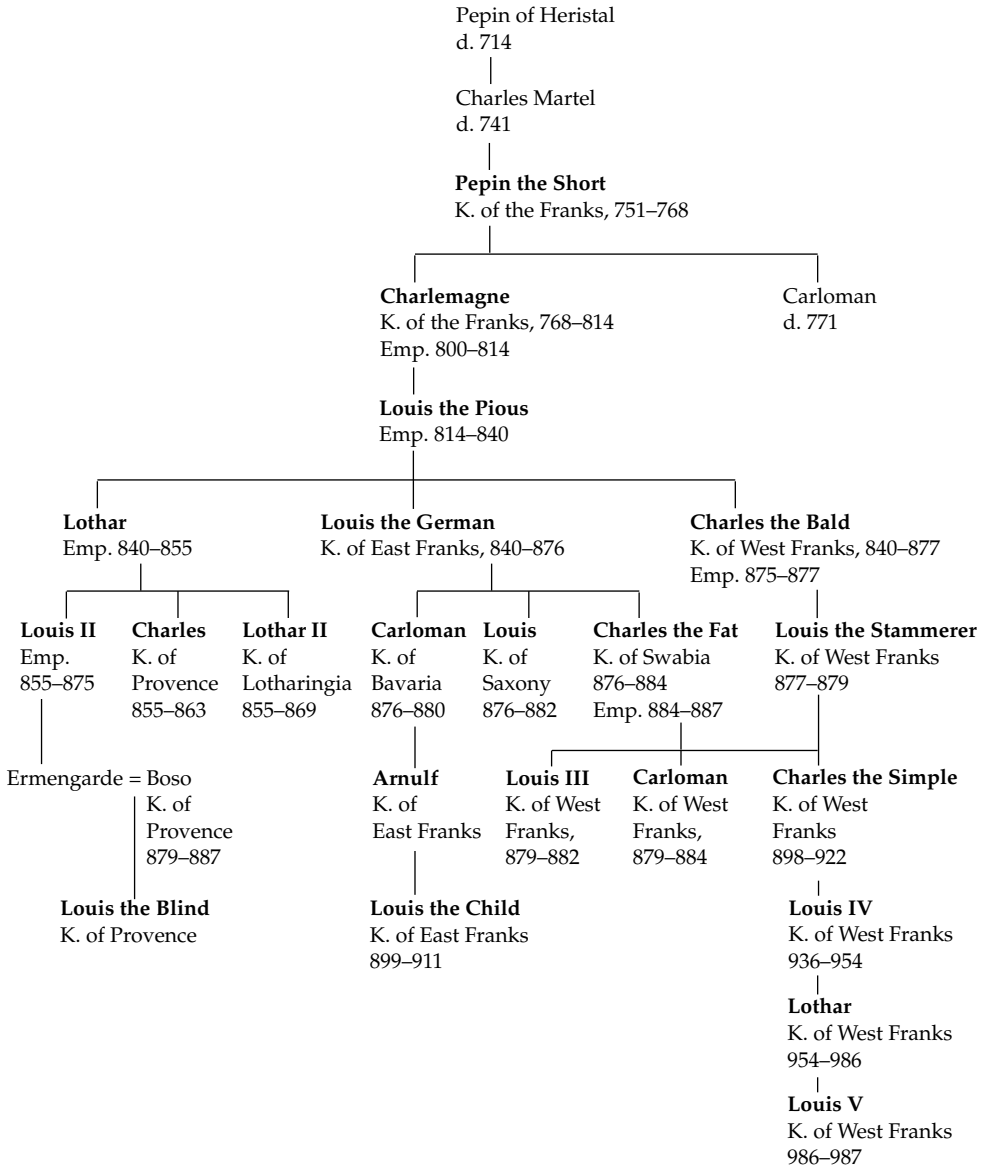 Pepin of Heristal
d. 714
Charles Martel
d. 741
Pepin the Short
K. of the Franks, 751–768
Charlemagne
K. of the Franks, 768–814
Emp. 800–814
Carloman
d. 771
Louis the Pious
Emp. 814–840
Lothar
Emp. 840–855
Louis the German
K. of East Franks, 840–876
Charles the Bald
K. of West Franks, 840–877
Emp. 875–877
Louis II
Emp.
855–875
Charles
K. of
Provence
855–863
Lothar II
K. of
Lotharingia
855–869
Carloman
K. of
Bavaria
876–880
Louis
K. of
Saxony
876–882
Charles the Fat
K. of Swabia
876–884
Emp. 884–887
Louis the Stammerer
K. of West Franks
877–879
Ermengarde = Boso
K. of
Provence
879–887
Arnulf
K. of
East Franks
Louis III
K. of West
Franks,
879–882
Carloman
K. of West
Franks,
879–884
Charles the Simple
K. of West
Franks
898–922
Louis the Blind
K. of Provence
Louis the Child
K. of East Franks
899–911
Louis IV
K. of West Franks
936–954
Lothar
K. of West Franks
954–986
Louis V
K. of West Franks
986–987